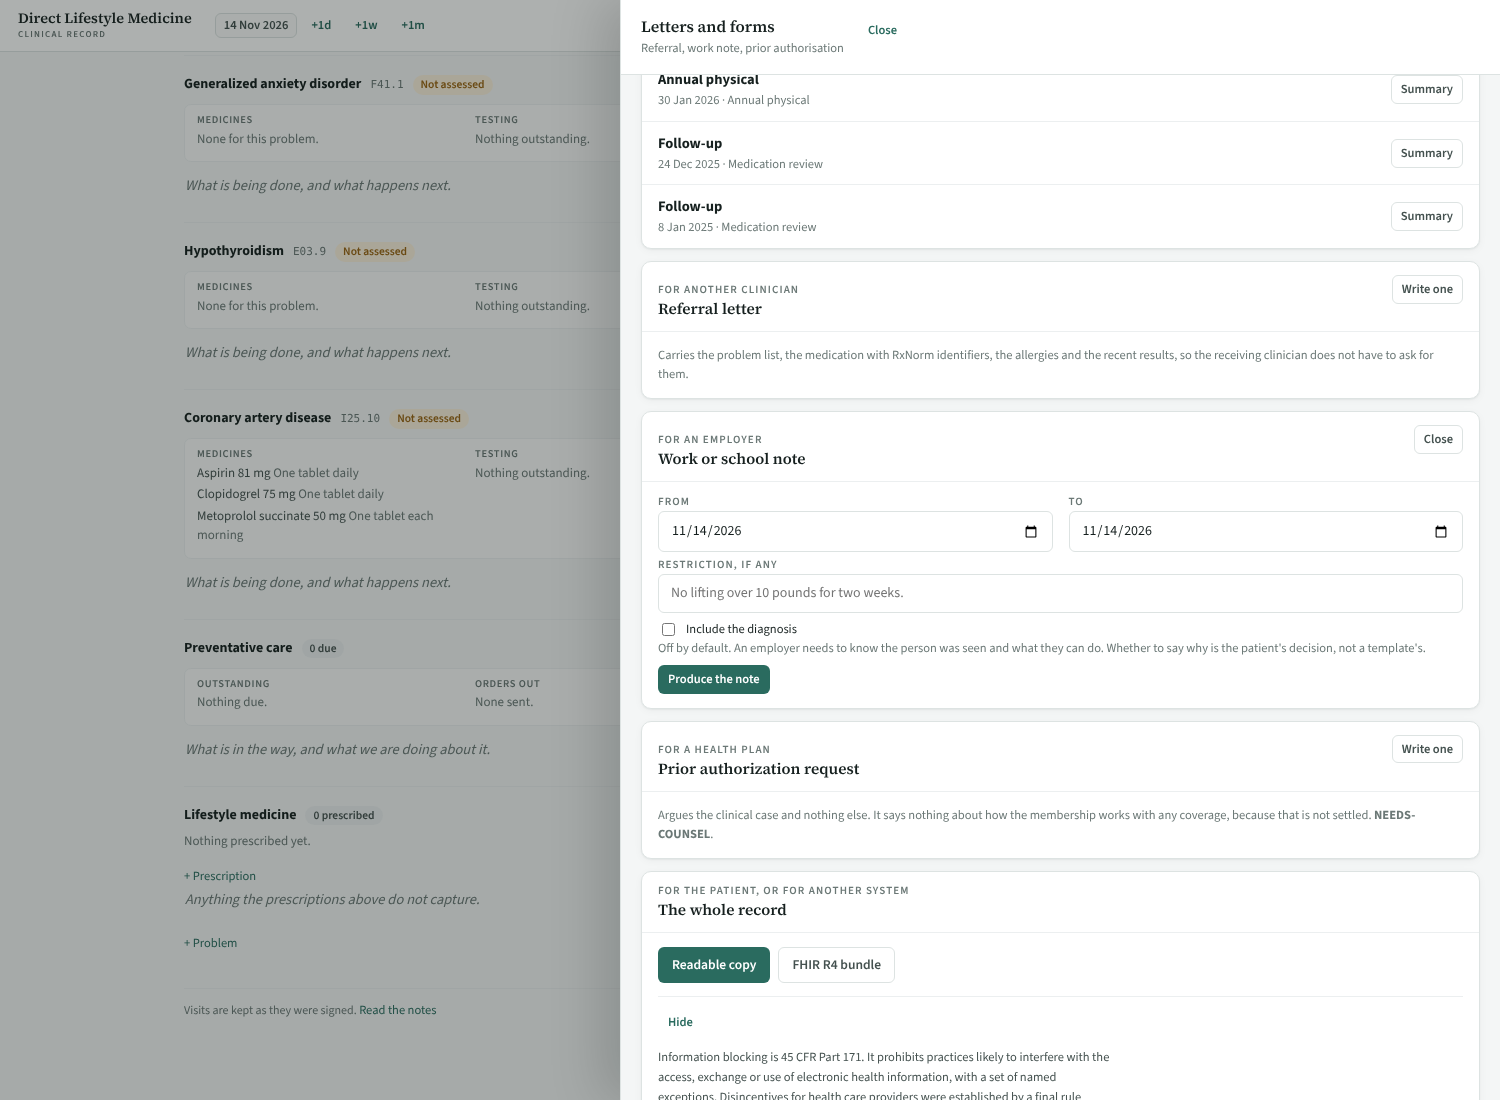 Direct Lifestyle Medicine
CLINICAL RECORD
14 Nov 2026
+1d
+1w
+1m
Generalized anxiety disorder F41.1 Not assessed
MEDICINES
TESTING
None for this problem.
Nothing outstanding.
What is being done, and what happens next.
Hypothyroidism E03.9 Not assessed
MEDICINES
TESTING
None for this problem.
Nothing outstanding.
What is being done, and what happens next.
Coronary artery disease I25.10 Not assessed
MEDICINES
TESTING
Aspirin 81 mg One tablet daily
Nothing outstanding.
Clopidogrel 75 mg One tablet daily
Metoprolol succinate 50 mg One tablet each
morning
What is being done, and what happens next.
Preventative care 0 due
OUTSTANDING
ORDERS OUT
Nothing due.
None sent.
What is in the way, and what we are doing about it.
Lifestyle medicine 0 prescribed
Nothing prescribed yet.
+ Prescription
Anything the prescriptions above do not capture.
+ Problem
Visits are kept as they were signed. Read the notes
Letters and forms
Close
Referral, work note, prior authorisation
Annual physical
30 Jan 2026 · Annual physical
Summary
Follow-up
24 Dec 2025 · Medication review
Summary
Follow-up
8 Jan 2025 · Medication review
Summary
FOR ANOTHER CLINICIAN
Referral letter
Write one
Carries the problem list, the medication with RxNorm identifiers, the allergies and the recent results, so the receiving clinician does not have to ask for
them.
FOR AN EMPLOYER
Work or school note
Close
FROM
TO
11/14/2026
11/14/2026
RESTRICTION, IF ANY
No lifting over 10 pounds for two weeks.
Include the diagnosis
Off by default. An employer needs to know the person was seen and what they can do. Whether to say why is the patient's decision, not a template's.
Produce the note
FOR A HEALTH PLAN
Prior authorization request
Write one
Argues the clinical case and nothing else. It says nothing about how the membership works with any coverage, because that is not settled. NEEDS-
COUNSEL.
FOR THE PATIENT, OR FOR ANOTHER SYSTEM
The whole record
Readable copy
FHIR R4 bundle
Hide
Information blocking is 45 CFR Part 171. It prohibits practices likely to interfere with the
access, exchange or use of electronic health information, with a set of named
exceptions. Disincentives for health care providers were established by a final rule